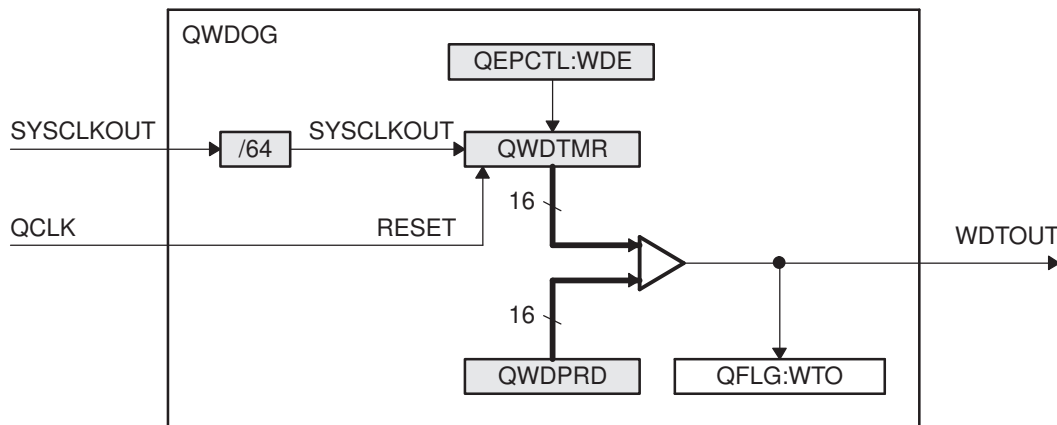 QWDOG
QEPCTL:WDE
SYSCLKOUT
/64
SYSCLKOUT
QWDTMR
16
QCLK
RESET
WDTOUT
16
QWDPRD
QFLG:WTO